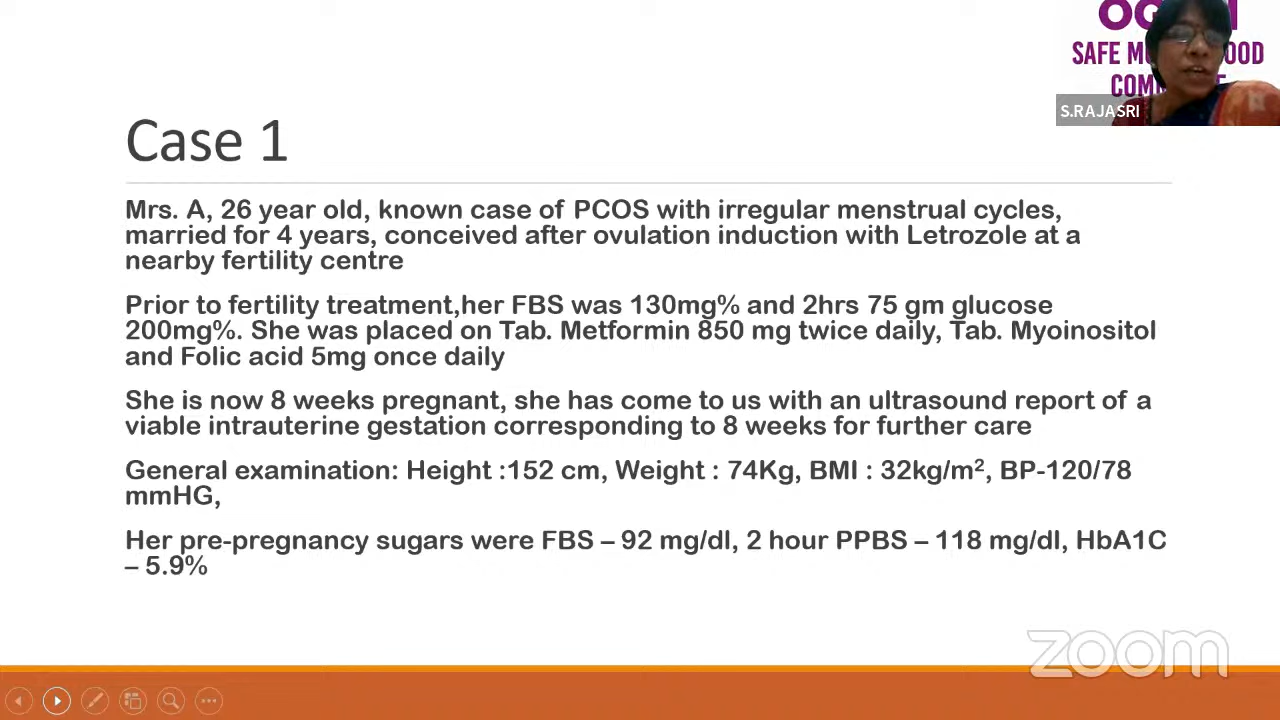 SAFE
S.RAJASRI
Case 1
Mrs. A, 26 year old, known case of PCOS with irregular menstrual cycles,
married for 4 years, conceived after ovulation induction with Letrozole at a
nearby fertility centre
Prior to fertility treatment,her FBS was 130mg% and 2hrs 75 gm glucose
200mg%. She was placed on Tab. Metformin 850 mg twice daily, Tab. Myoinositol
and Folic acid 5mg once daily
She is now 8 weeks pregnant, she has come to us with an ultrasound report of a
viable intrauterine gestation corresponding to 8 weeks for further care
General examination: Height :152 cm, Weight : 74Kg, BMI : 32kg/m², BP-120/78
mmHG,
Her pre-pregnancy sugars were FBS – 92 mg/dl, 2 hour PPBS – 118 mg/dl, HbA1C
– 5.9%
zoom